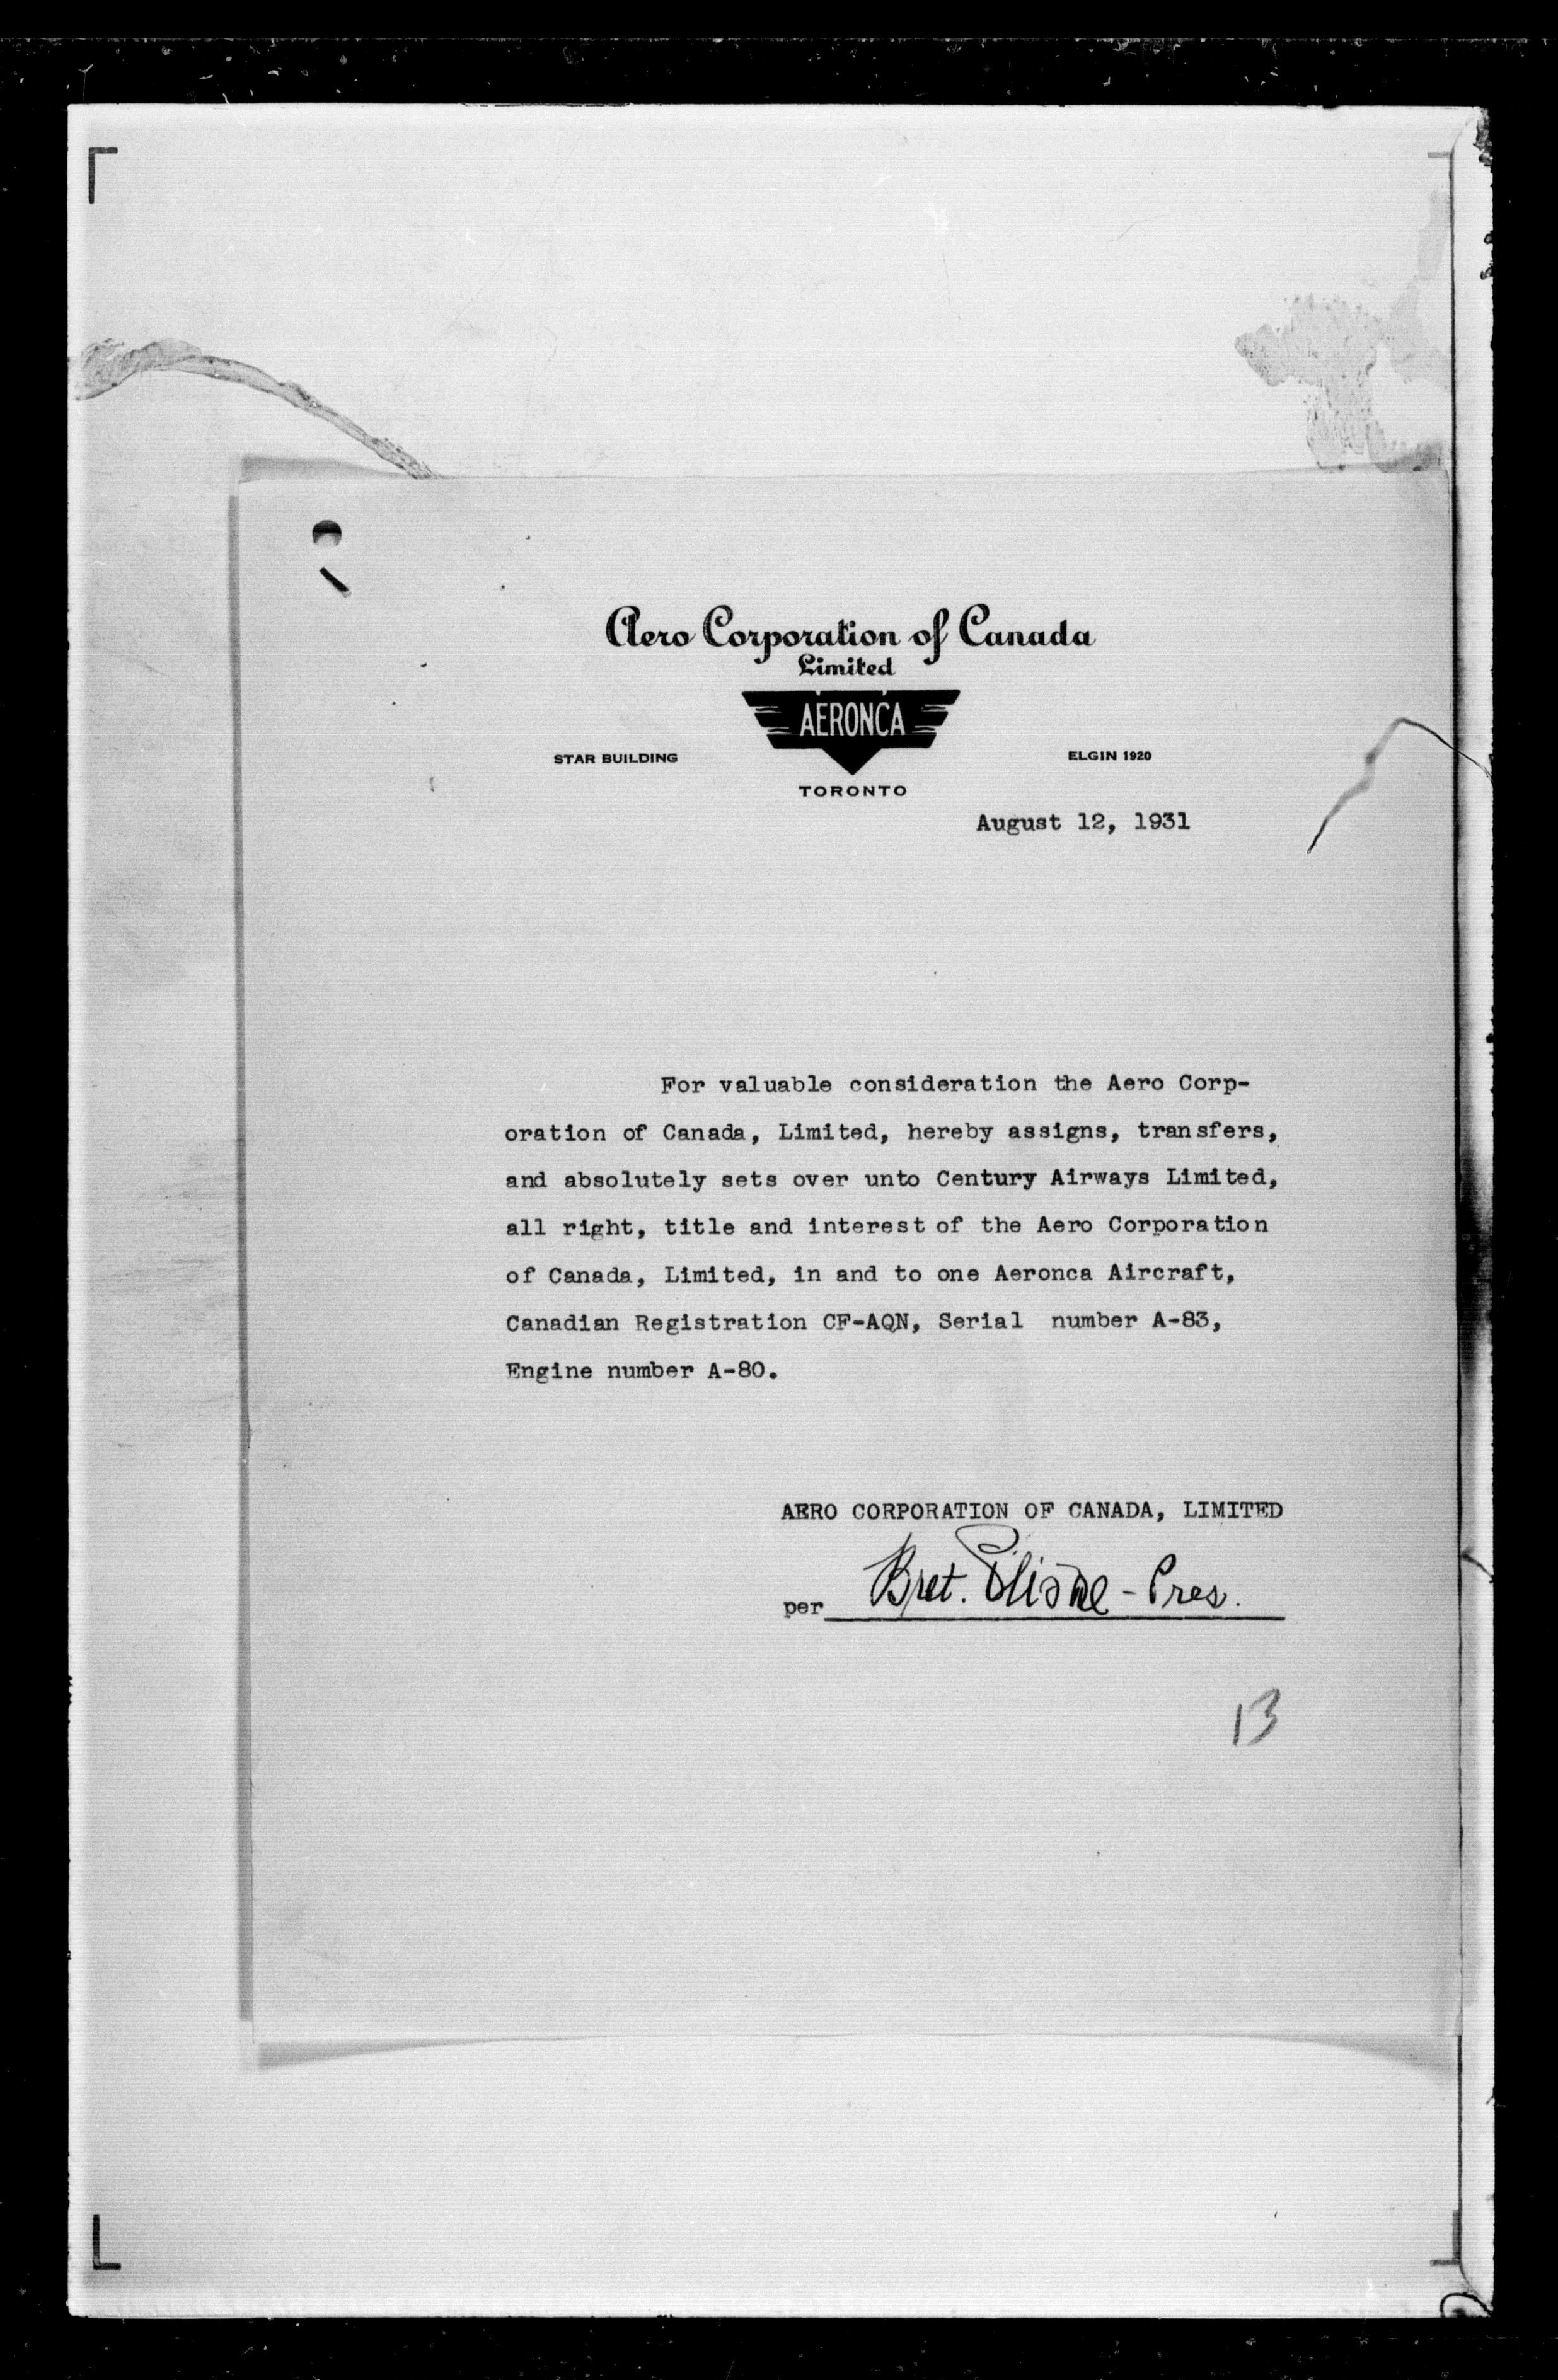 Aero Corporation of Canada
Limited
AERONCA
STAR BUILDING
ELGIN 1920
TORONTO
August 12, 1931
For valuable consideration the Aero Corp-
oration of Canada, Limited, hereby assigns, transfers,
and absolutely sets over unto Century Airways Limited,
all right, title and interest of the Aero Corporation
of Canada, Limited, in and to one Aeronca Aircraft,
Canadian Registration CF-AQN, Serial number A-83,
Engine number A-80.
AERO CORPORATION OF CANADA, LIMITED
per Bret. - Pres.
13